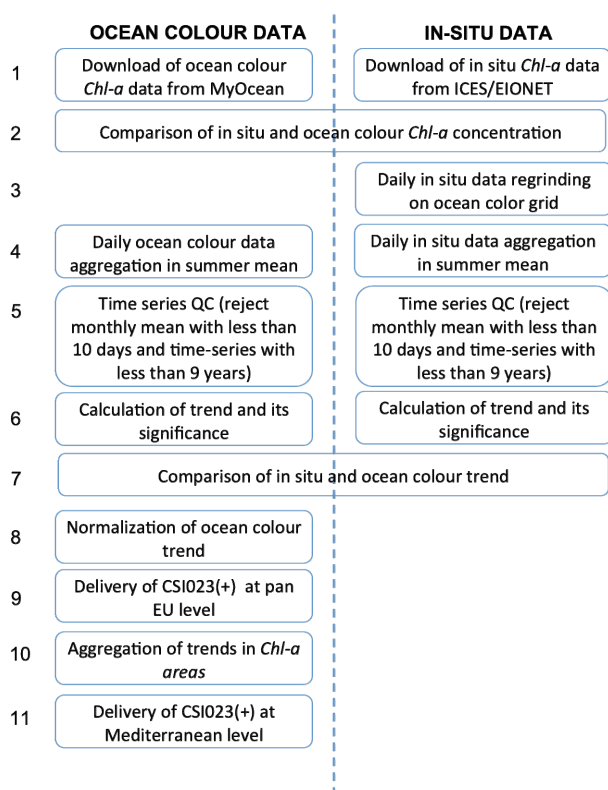 OCEAN COLOUR DATA
IN-SITU DATA
1
Download of ocean colour
Chl-a data from MyOcean
Download of in situ Chl-a data
from ICES/EIONET
2
Comparison of in situ and ocean colour Chl-a concentration
3
Daily in situ data regrinding
on ocean color grid
4
Daily ocean colour data
aggregation in summer mean
Daily in situ data aggregation
in summer mean
5
Time series QC (reject
monthly mean with less than
10 days and time-series with
less than 9 years)
Time series QC (reject
monthly mean with less than
10 days and time-series with
less than 9 years)
6
Calculation of trend and its
significance
Calculation of trend and its
significance
7
Comparison of in situ and ocean colour trend
8
Normalization of ocean colour
trend
9
Delivery of CSI023(+) at pan
EU level
10
Aggregation of trends in Chl-a
areas
11
Delivery of CSI023(+) at
Mediterranean level